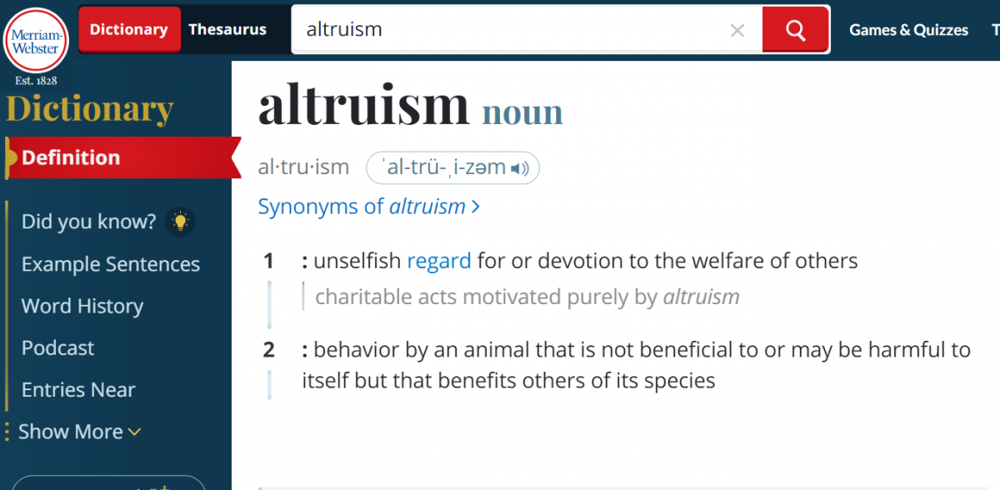 Merriam-
Webster
Est. 1828
Dictionary
Thesaurus
altruism
Games & Quizzes
T
Dictionary
Definition
Did you know?
Example Sentences
Word History
Podcast
Entries Near
Show More
altruism noun
al·tru·ism ˈal-trü-ˌi-zəm
Synonyms of altruism
1 : unselfish regard for or devotion to the welfare of others
charitable acts motivated purely by altruism
2 : behavior by an animal that is not beneficial to or may be harmful to
itself but that benefits others of its species